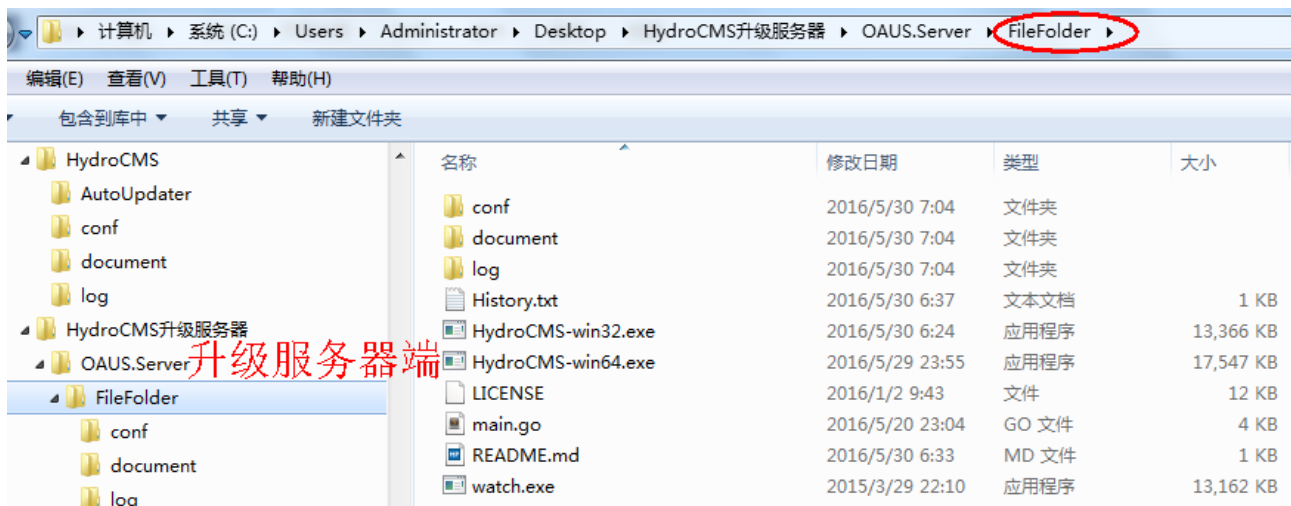 计算机 系统 (C:) Users Administrator Desktop HydroCMS升级服务器 OAUS.Server FileFolder
编辑(E) 查看(V) 工具(T) 帮助(H)
包含到库中 共享 新建文件夹
HydroCMS
AutoUpdater
conf
document
log
HydroCMS升级服务器
OAUS.Server
升级服务器端
FileFolder
conf
document
log
名称 修改日期 类型 大小
conf 2016/5/30 7:04 文件夹
document 2016/5/30 7:04 文件夹
log 2016/5/30 7:04 文件夹
History.txt 2016/5/30 6:37 文本文档 1 KB
HydroCMS-win32.exe 2016/5/30 6:24 应用程序 13,366 KB
HydroCMS-win64.exe 2016/5/29 23:55 应用程序 17,547 KB
LICENSE 2016/1/2 9:43 文件 12 KB
main.go 2016/5/20 23:04 GO 文件 4 KB
README.md 2016/5/30 6:33 MD 文件 1 KB
watch.exe 2015/3/29 22:10 应用程序 13,162 KB